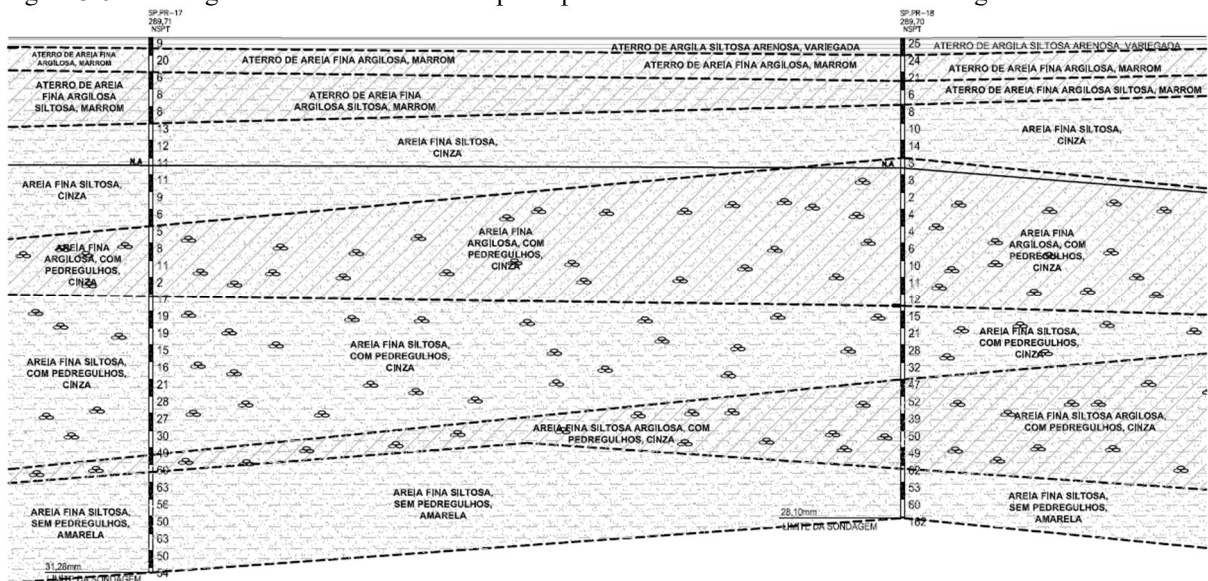 SP.PR-17
289,71
NSPT
SP.PR-18
289,70
NSPT
ATERRO DE AREIA FINA
ARGILOSA, MARROM
ATERRO DE AREIA FINA ARGILOSA, MARROM
ATERRO DE ARGILA SILTOSA ARENOSA, VARIEGADA
ATERRO DE AREIA FINA ARGILOSA, MARROM
ATERRO DE ARGILA SILTOSA ARENOSA, VARIEGADA
ATERRO DE AREIA FINA ARGILOSA, MARROM
ATERRO DE AREIA FINA ARGILOSA SILTOSA, MARROM
ATERRO DE AREIA
FINA ARGILOSA
SILTOSA, MARROM
ATERRO DE AREIA FINA
ARGILOSA SILTOSA, MARROM
AREIA FINA SILTOSA,
CINZA
AREIA FINA SILTOSA,
CINZA
N.A
N.A
AREIA FINA SILTOSA,
CINZA
AREIA FINA
ARGILOSA, COM
PEDREGULHOS,
CINZA
AREIA FINA
ARGILOSA, COM
PEDREGULHOS,
CINZA
AREIA FINA
ARGILOSA, COM
PEDREGULHOS,
CINZA
AREIA FINA SILTOSA,
COM PEDREGULHOS,
CINZA
AREIA FINA SILTOSA,
COM PEDREGULHOS,
CINZA
AREIA FINA SILTOSA,
COM PEDREGULHOS,
CINZA
AREIA FINA SILTOSA ARGILOSA, COM
PEDREGULHOS, CINZA
AREIA FINA SILTOSA ARGILOSA,
COM PEDREGULHOS, CINZA
AREIA FINA SILTOSA,
SEM PEDREGULHOS,
AMARELA
AREIA FINA SILTOSA,
SEM PEDREGULHOS,
AMARELA
AREIA FINA SILTOSA,
SEM PEDREGULHOS,
AMARELA
9
20
6
8
8
13
12
11
11
9
6
5
8
11
2
7
19
19
15
16
21
28
27
30
49
60
63
56
50
63
50
54
25
24
21
6
8
10
14
3
3
2
4
4
6
10
11
12
15
21
28
32
47
52
39
50
49
62
53
60
162
31,28mm
LIMITE DA SONDAGEM
28,10mm
LIMITE DA SONDAGEM